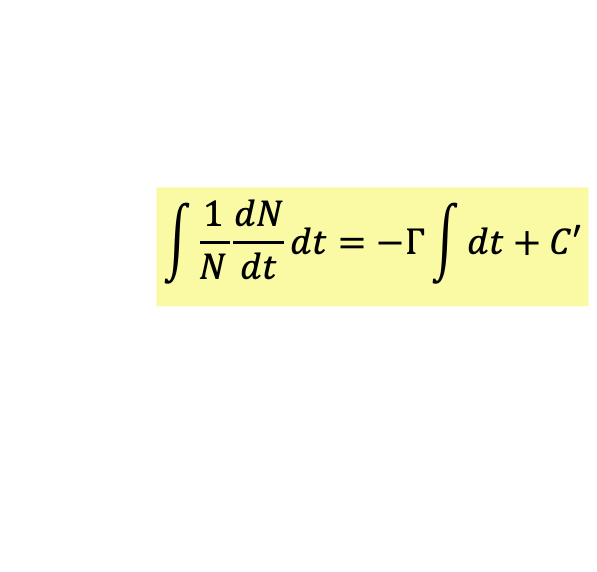 ∫ 1/N dN/dt dt = −Γ ∫ dt + C′